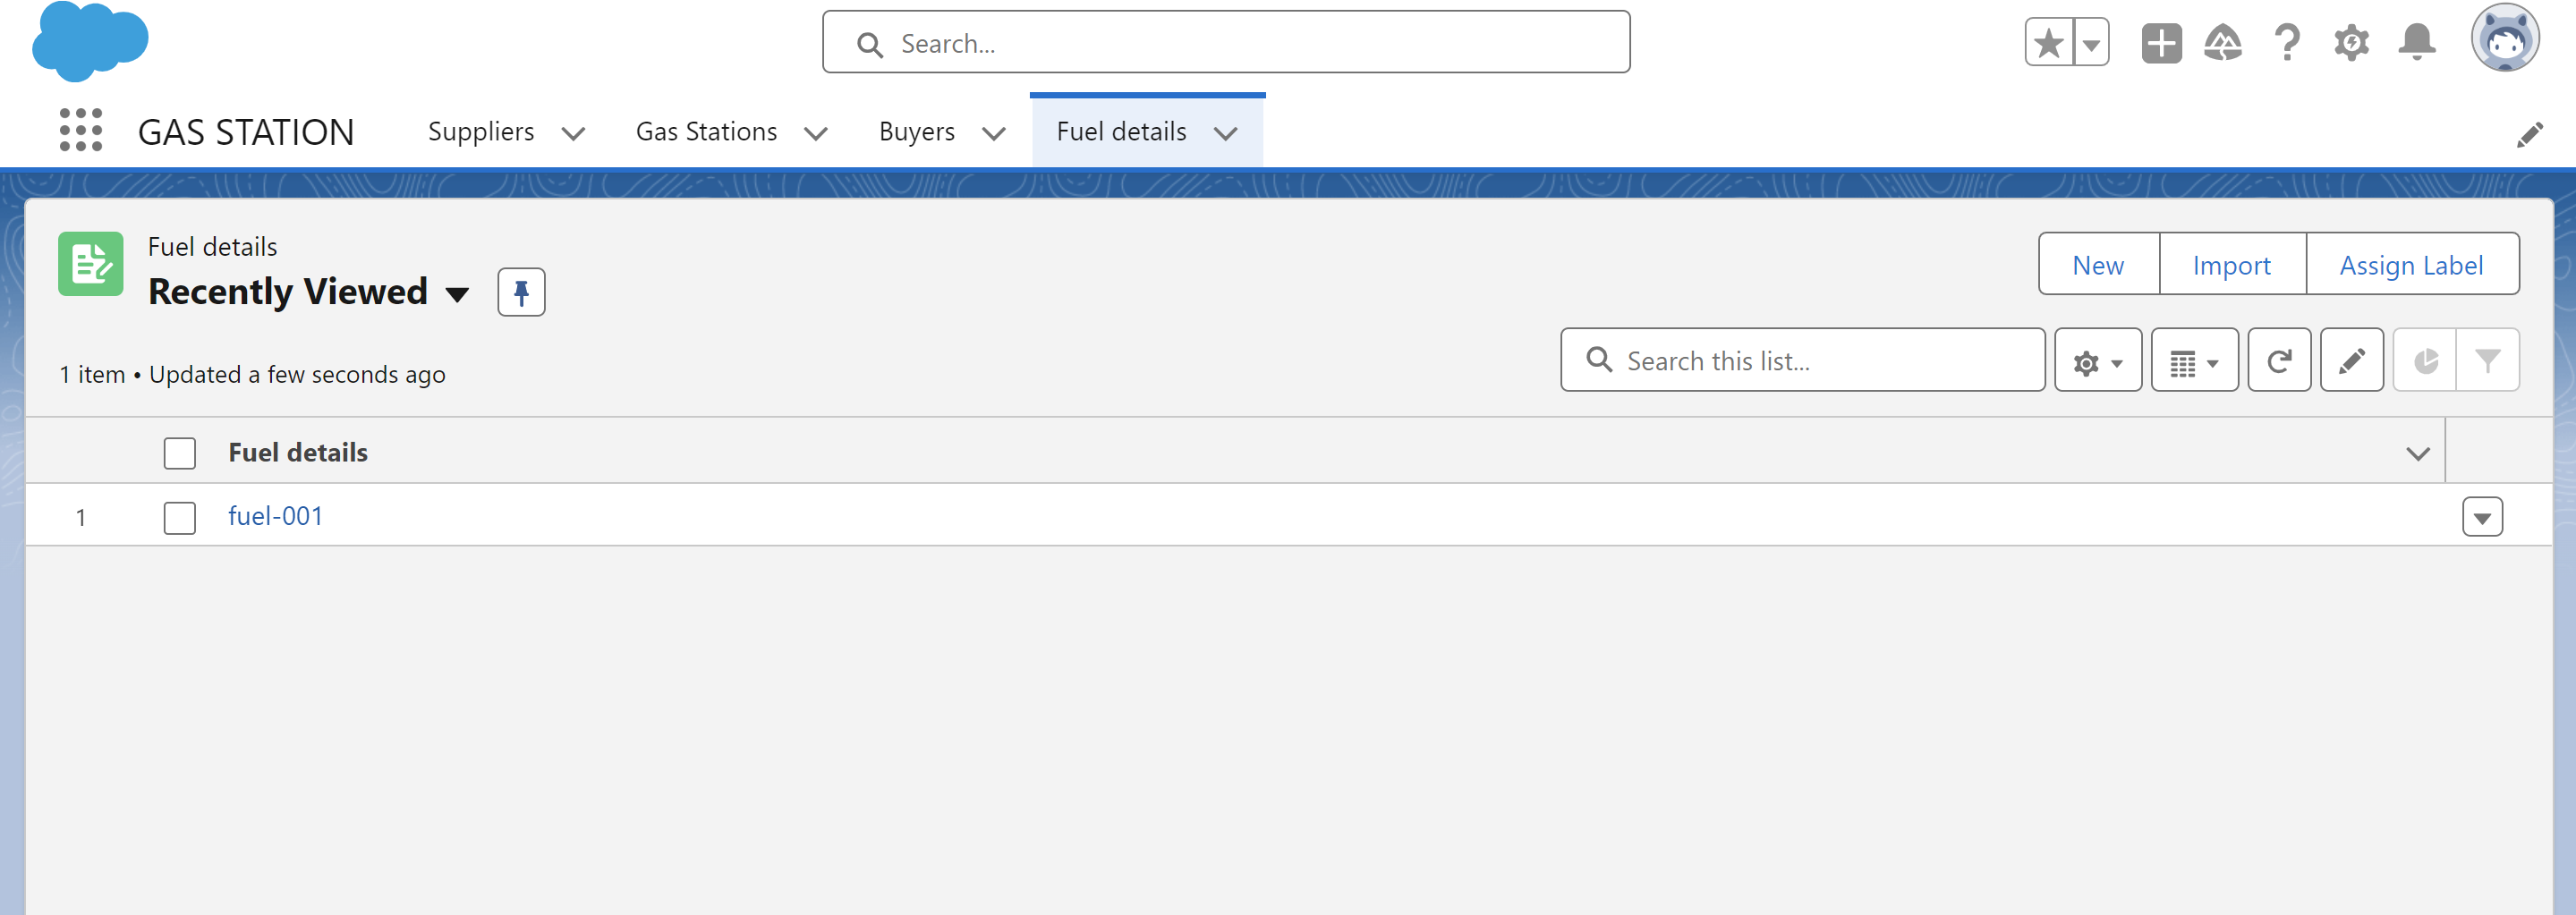 Search...
GAS STATION
Suppliers
Gas Stations
Buyers
Fuel details
Fuel details
Recently Viewed
New
Import
Assign Label
1 item • Updated a few seconds ago
Search this list...
Fuel details
1
fuel-001